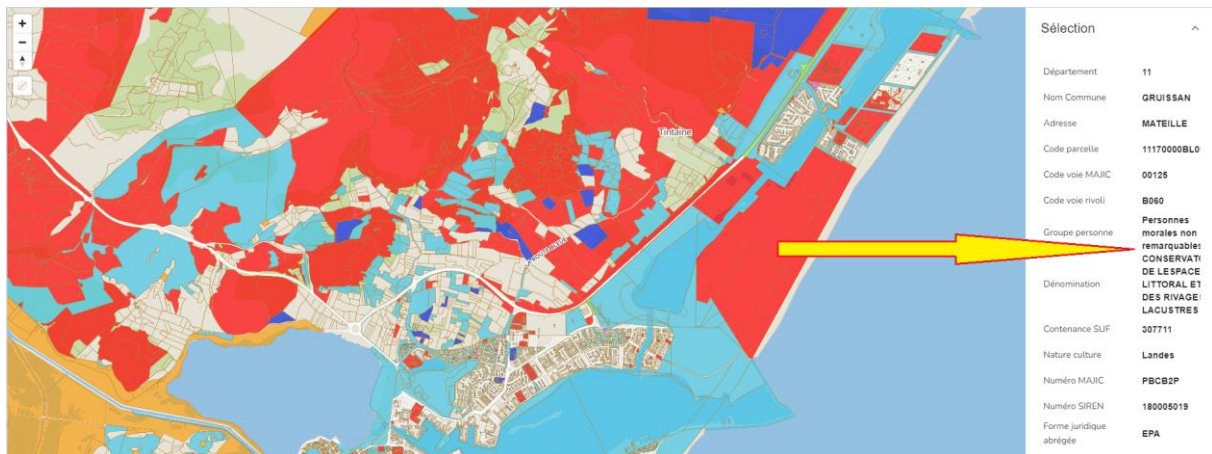 +
−
Tintaine
Sélection
Département 11
Nom Commune GRUISSAN
Adresse MATEILLE
Code parcelle 11170000BL0
Code voie MAJIC 00125
Code voie rivoli B060
Groupe personne
Personnes
morales non
remarquables
Dénomination
CONSERVAT
DE LESPACE
LITTORAL ET
DES RIVAGE
LACUSTRES
Contenance SUF 307711
Nature culture Landes
Numéro MAJIC PBCB2P
Numéro SIREN 180005019
Forme juridique
abrégée
EPA